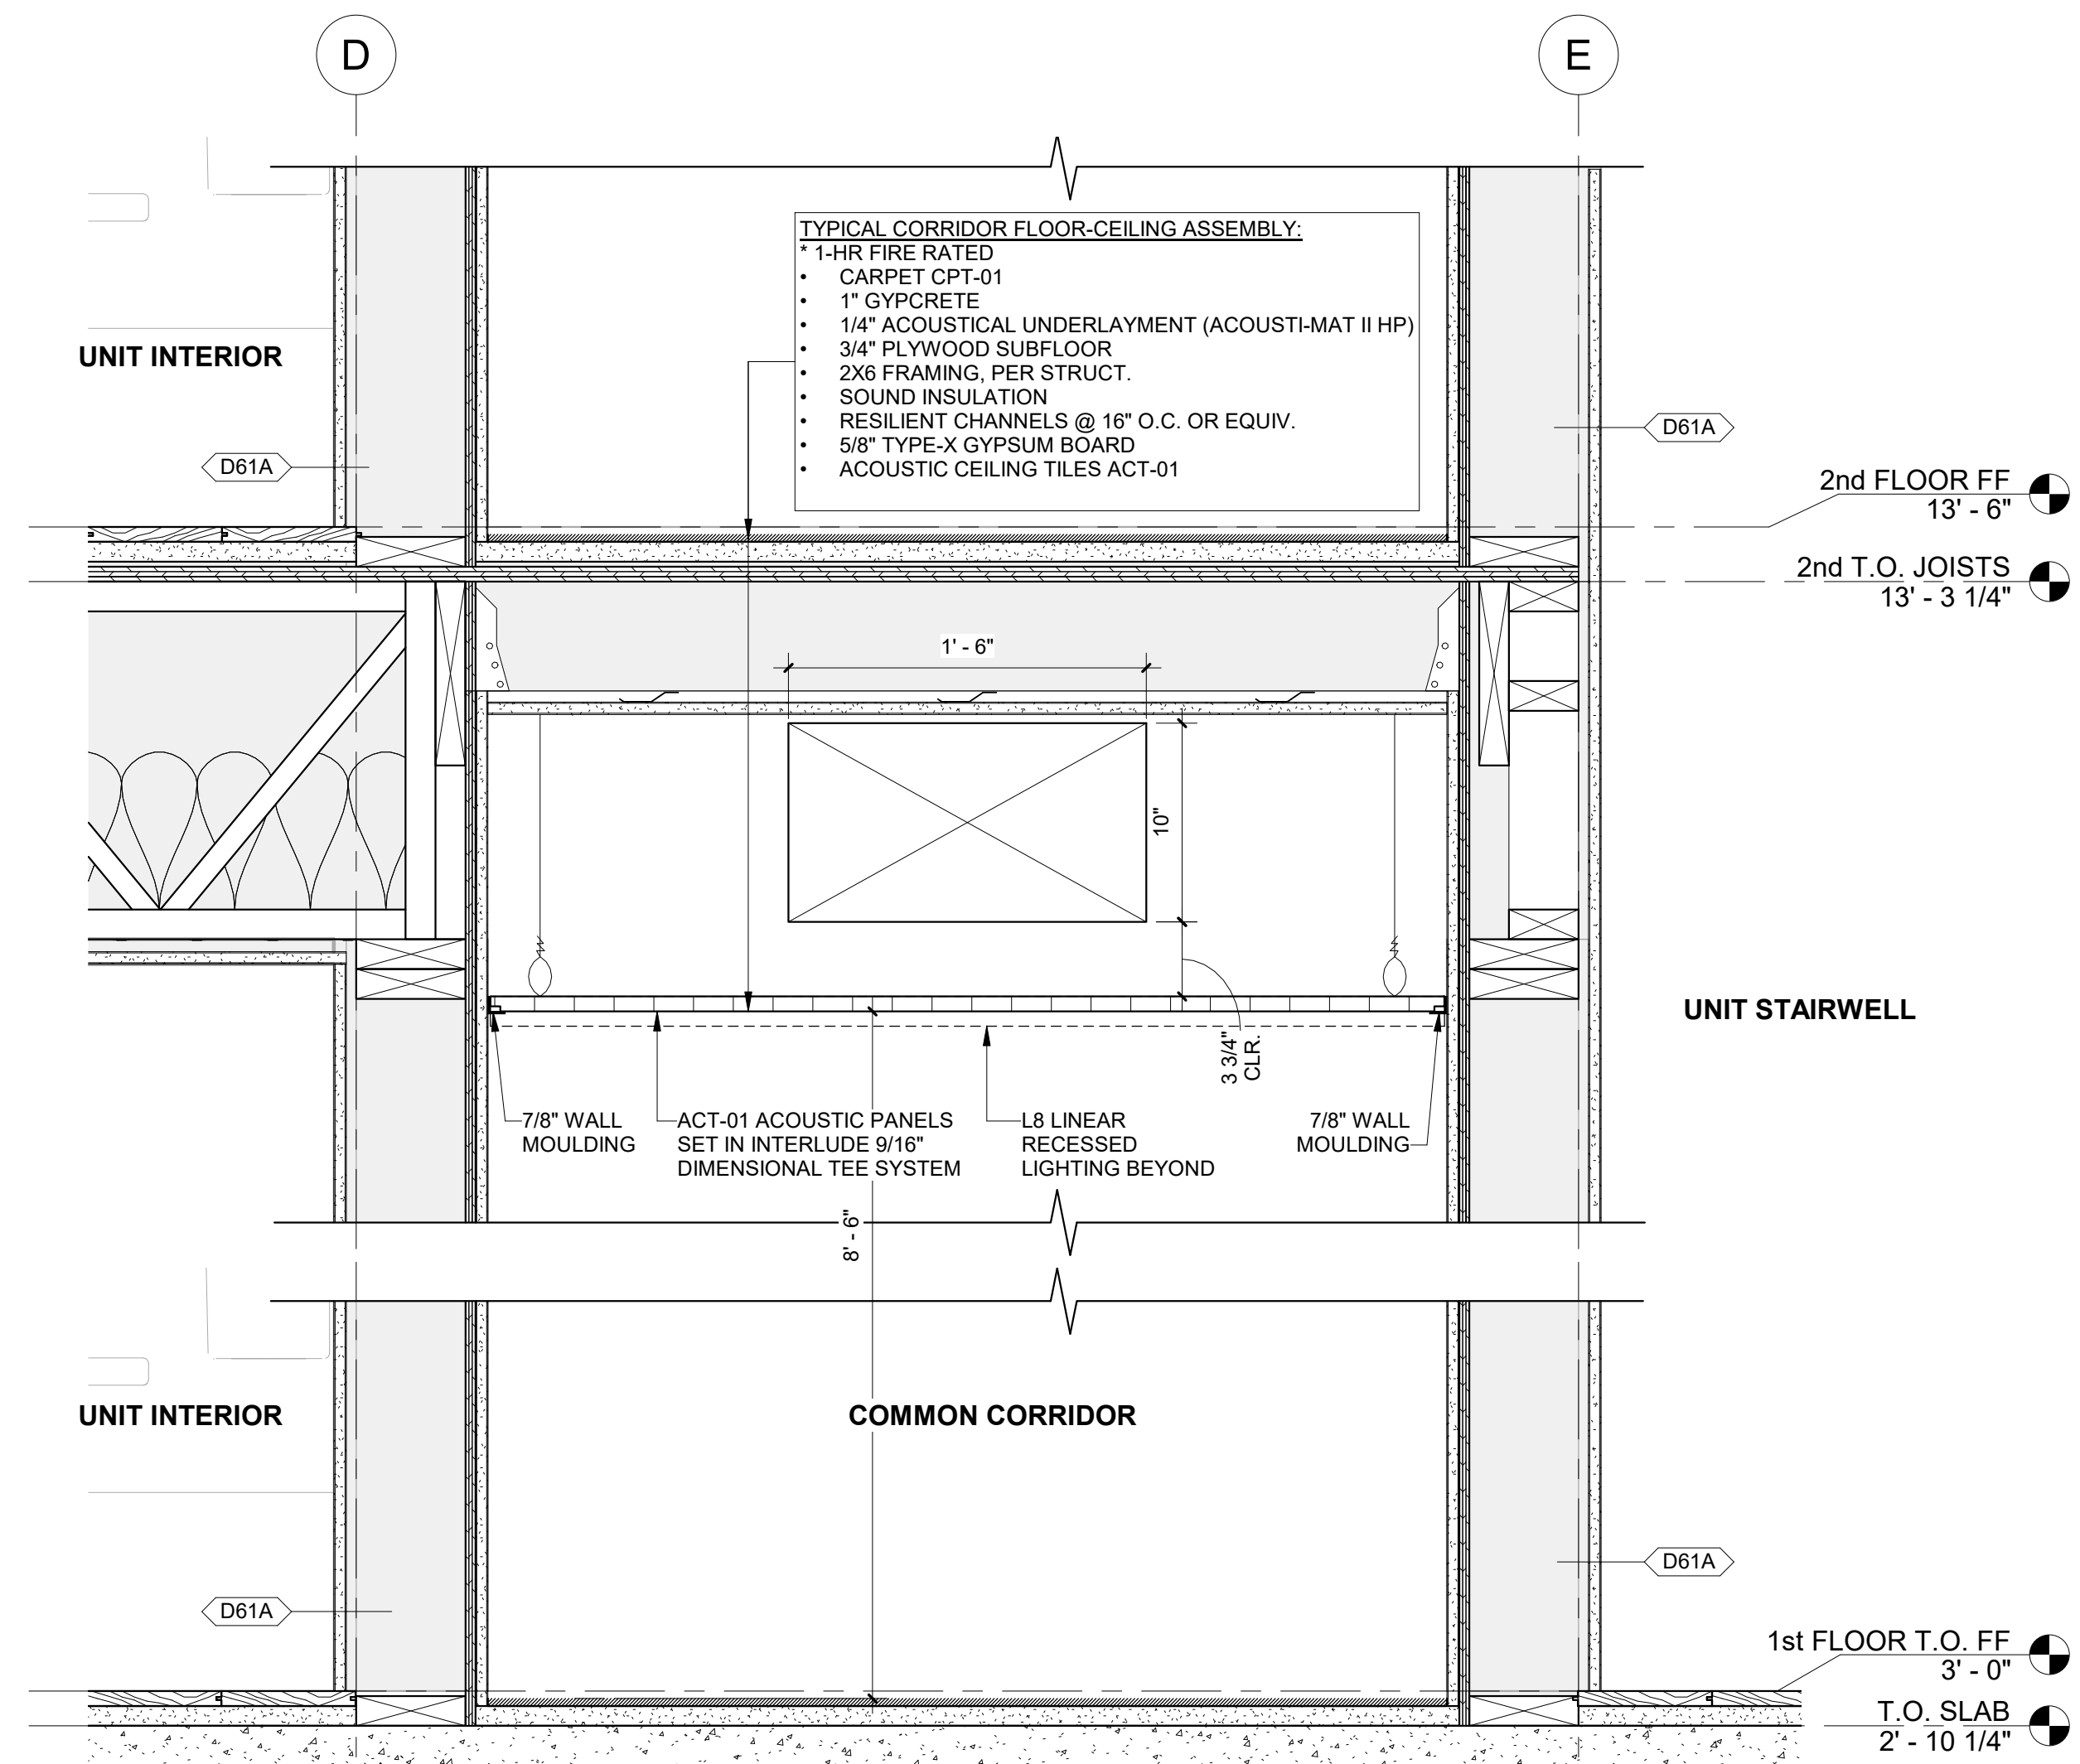 D
E
TYPICAL CORRIDOR FLOOR-CEILING ASSEMBLY:
* 1-HR FIRE RATED
• CARPET CPT-01
• 1" GYPCRETE
• 1/4" ACOUSTICAL UNDERLAYMENT (ACOUSTI-MAT II HP)
• 3/4" PLYWOOD SUBFLOOR
• 2X6 FRAMING, PER STRUCT.
• SOUND INSULATION
• RESILIENT CHANNELS @ 16" O.C. OR EQUIV.
• 5/8" TYPE-X GYPSUM BOARD
• ACOUSTIC CEILING TILES ACT-01
UNIT INTERIOR
D61A
D61A
2nd FLOOR FF
13' - 6"
2nd T.O. JOISTS
13' - 3 1/4"
1' - 6"
10"
3 3/4"
CLR.
UNIT STAIRWELL
7/8" WALL
MOULDING
ACT-01 ACOUSTIC PANELS
SET IN INTERLUDE 9/16"
DIMENSIONAL TEE SYSTEM
L8 LINEAR
RECESSED
LIGHTING BEYOND
7/8" WALL
MOULDING
8' - 6"
UNIT INTERIOR
COMMON CORRIDOR
D61A
D61A
1st FLOOR T.O. FF
3' - 0"
T.O. SLAB
2' - 10 1/4"